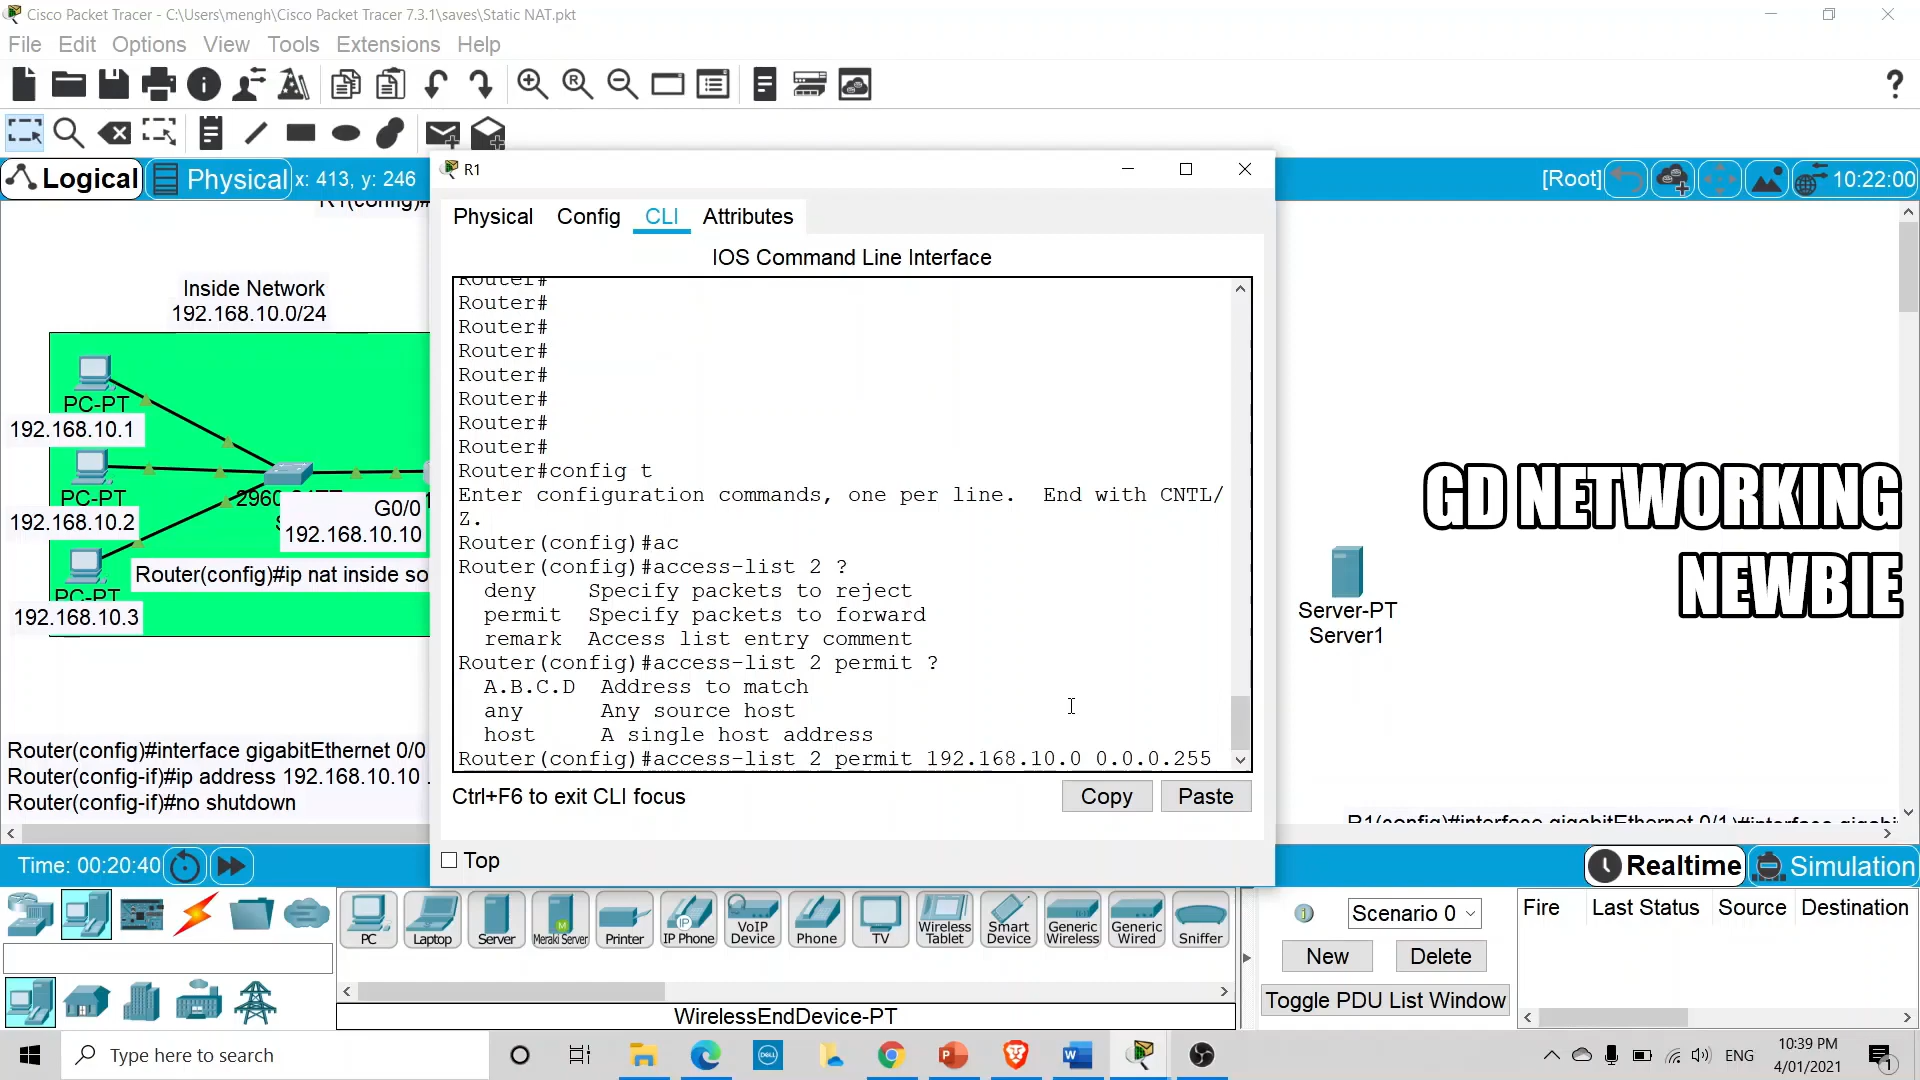 Cisco Packet Tracer - C:\Users\mengh\Cisco Packet Tracer 7.3.1\saves\Static NAT.pkt
File Edit Options View Tools Extensions Help
Logical Physical x: 413, y: 246
[Root] 10:22:00
R1(config)#
Inside Network
192.168.10.0/24
PC-PT
192.168.10.1
PC-PT
192.168.10.2
PC-PT
192.168.10.3
G0/0
192.168.10.10
Router(config)#ip nat inside so
Router(config)#interface gigabitEthernet 0/0
Router(config-if)#ip address 192.168.10.10
Router(config-if)#no shutdown
R1
Physical Config CLI Attributes
IOS Command Line Interface
Router#
Router#
Router#
Router#
Router#
Router#
Router#
Router#
Router#config t
Enter configuration commands, one per line. End with CNTL/
Z.
Router(config)#ac
Router(config)#access-list 2 ?
deny Specify packets to reject
permit Specify packets to forward
remark Access list entry comment
Router(config)#access-list 2 permit ?
A.B.C.D Address to match
any Any source host
host A single host address
Router(config)#access-list 2 permit 192.168.10.0 0.0.0.255
Ctrl+F6 to exit CLI focus
Copy Paste
Top
GD NETWORKING
NEWBIE
Server-PT
Server1
R1(config)#interface gigabitEthernet 0/1
Time: 00:20:40
Realtime Simulation
PC Laptop Server Meraki Server Printer IP Phone VoIP Device Phone TV Wireless Tablet Smart Device Generic Wireless Generic Wired Sniffer
WirelessEndDevice-PT
Scenario 0
New Delete
Toggle PDU List Window
Fire Last Status Source Destination
Type here to search
ENG
10:39 PM
4/01/2021
1